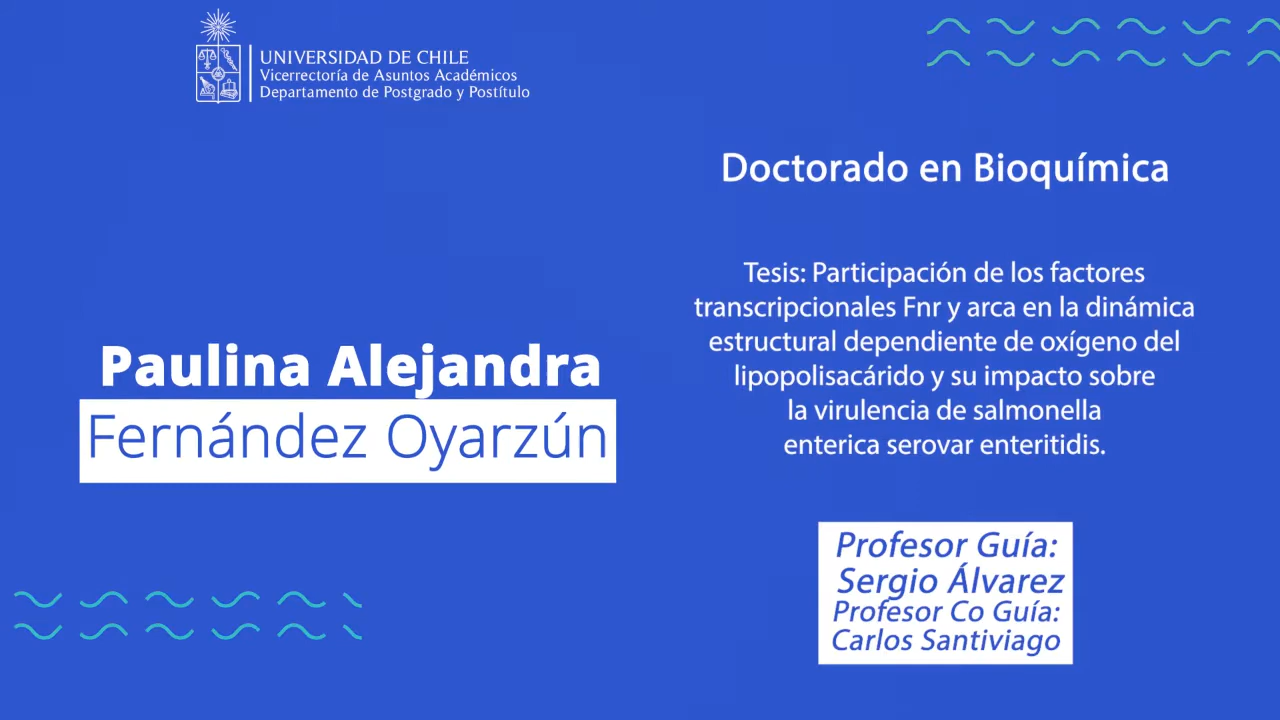 UNIVERSIDAD DE CHILE
Vicerrectoría de Asuntos Académicos
Departamento de Postgrado y Postítulo
Paulina Alejandra
Fernández Oyarzún
Doctorado en Bioquímica
Tesis: Participación de los factores
transcripcionales Fnr y arca en la dinámica
estructural dependiente de oxígeno del
lipopolisacárido y su impacto sobre
la virulencia de salmonella
enterica serovar enteritidis.
Profesor Guía:
Sergio Álvarez
Profesor Co Guía:
Carlos Santiviago